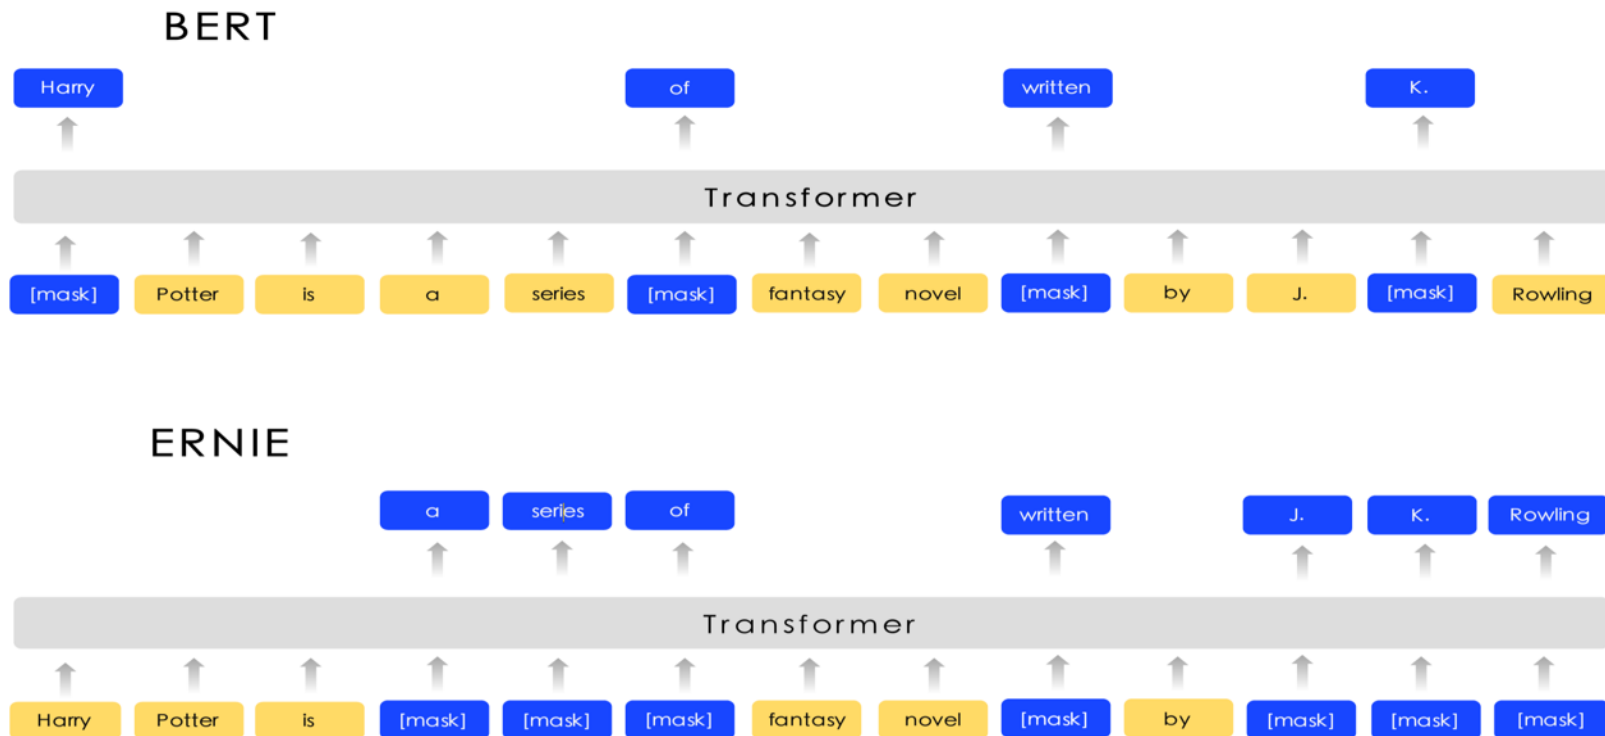 BERT
Harry of written K.
Transformer
[mask] Potter is a series [mask] fantasy novel [mask] by J. [mask] Rowling
ERNIE
a series of written J. K. Rowling
Transformer
Harry Potter is [mask] [mask] [mask] fantasy novel [mask] by [mask] [mask] [mask]